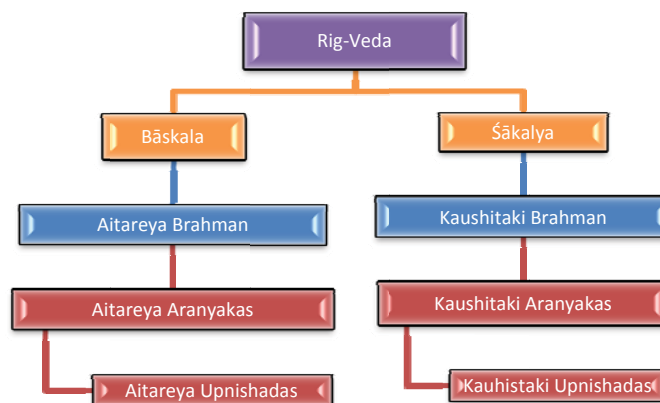 Rig-Veda
Bāskala
Śākalya
Aitareya Brahman
Kaushitaki Brahman
Aitareya Aranyakas
Kaushitaki Aranyakas
Aitareya Upnishadas
Kauhistaki Upnishadas